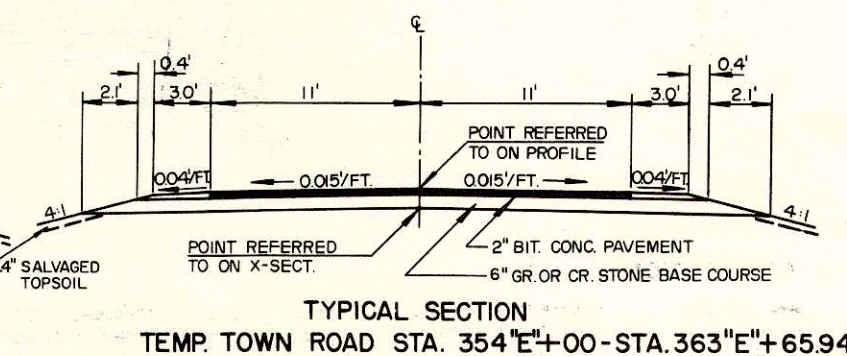 ℄
0.4'
0.4'
2.1'
3.0'
11'
11'
3.0'
2.1'
POINT REFERRED
TO ON PROFILE
0.04'/FT
0.015'/FT.
0.015'/FT.
0.04'/FT
4:1
4:1
4" SALVAGED
TOPSOIL
POINT REFERRED
TO ON X-SECT.
2" BIT. CONC. PAVEMENT
6" GR. OR CR. STONE BASE COURSE
TYPICAL SECTION
TEMP. TOWN ROAD STA. 354"E"+00-STA. 363"E"+65.94